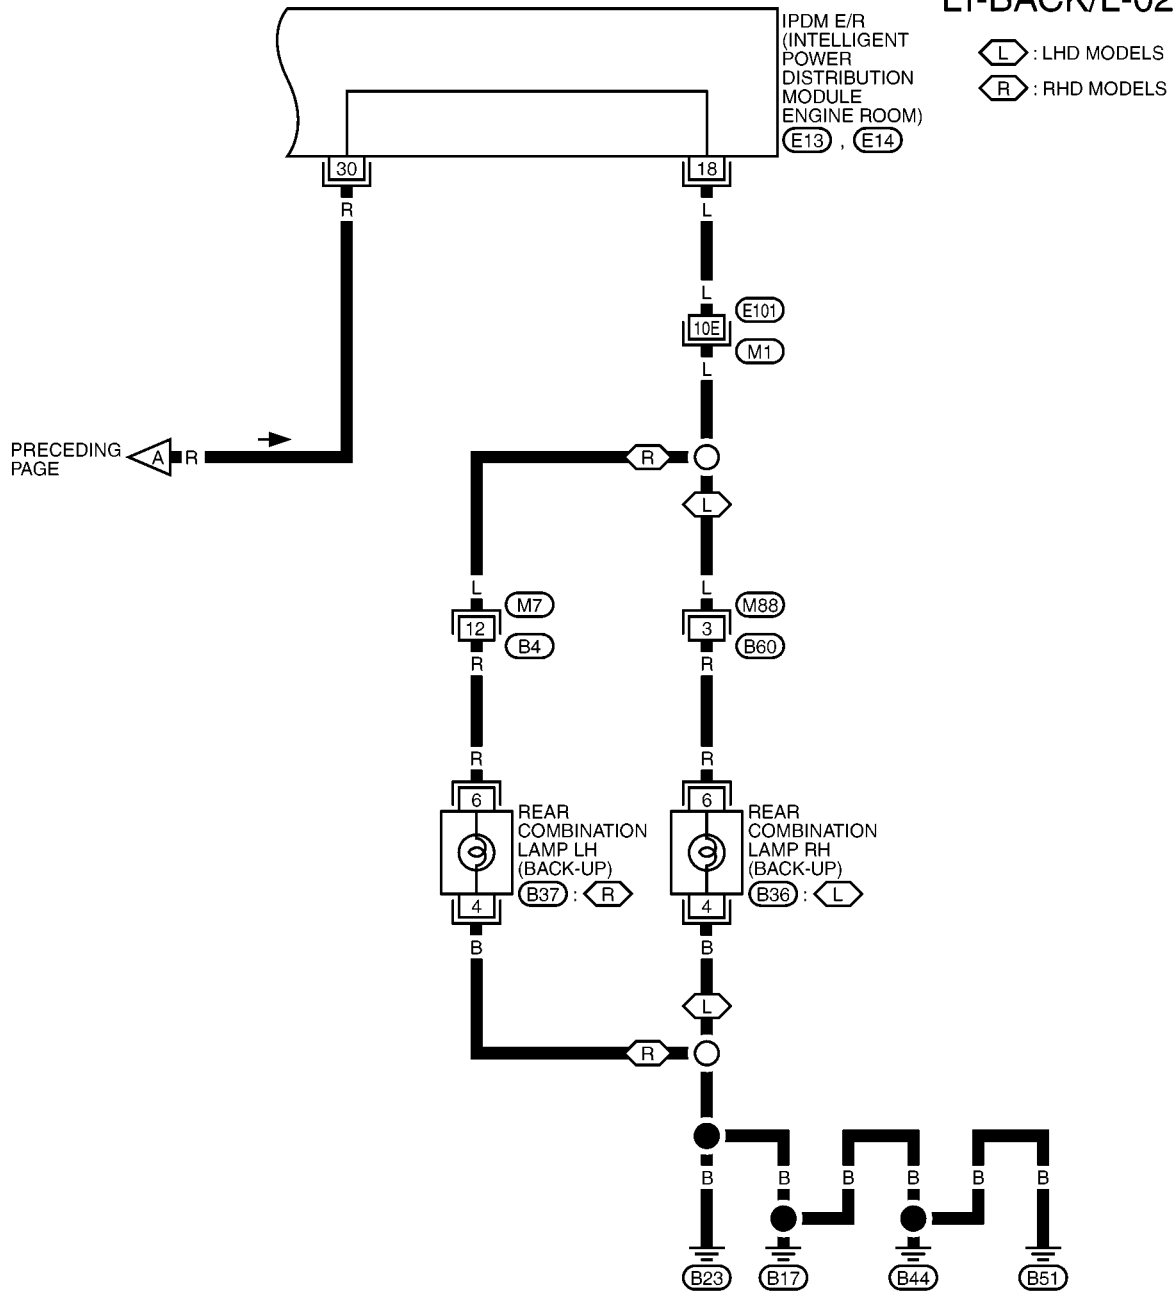 LT-BACK/L-02
IPDM E/R
(INTELLIGENT
POWER
DISTRIBUTION
MODULE
ENGINE ROOM)
E13 , E14
L : LHD MODELS
R : RHD MODELS
30
18
R
L
L
E101
10E
M1
L
PRECEDING
PAGE
A
R
R
L
L
L
M7
M88
12
3
B4
B60
R
R
R
R
6
6
REAR
COMBINATION
LAMP LH
(BACK-UP)
B37 : R
REAR
COMBINATION
LAMP RH
(BACK-UP)
B36 : L
4
4
B
B
L
R
B
B
B
B
B
B
B23
B17
B44
B51